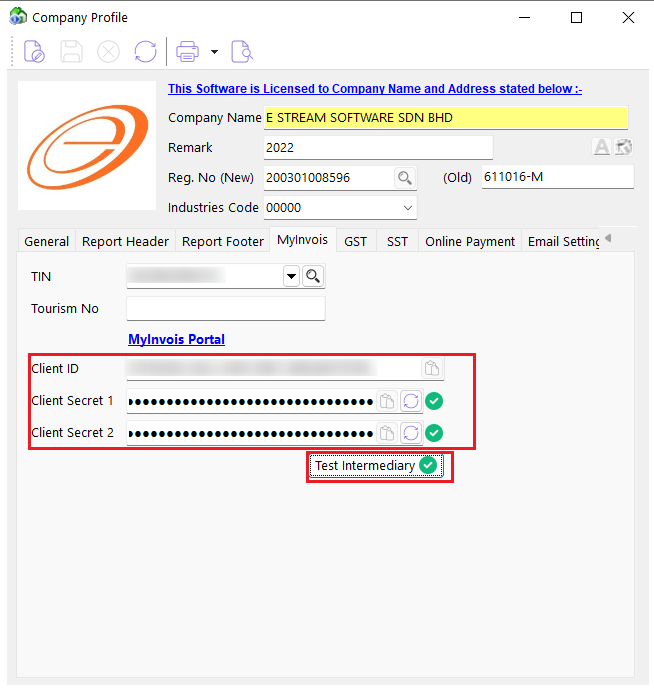 Company Profile
This Software is Licensed to Company Name and Address stated below :-
Company Name E STREAM SOFTWARE SDN BHD
Remark 2022
Reg. No (New) 200301008596 (Old) 611016-M
Industries Code 00000
General Report Header Report Footer MyInvois GST SST Online Payment Email Setting
TIN
Tourism No
MyInvois Portal
Client ID
Client Secret 1
Client Secret 2
Test Intermediary